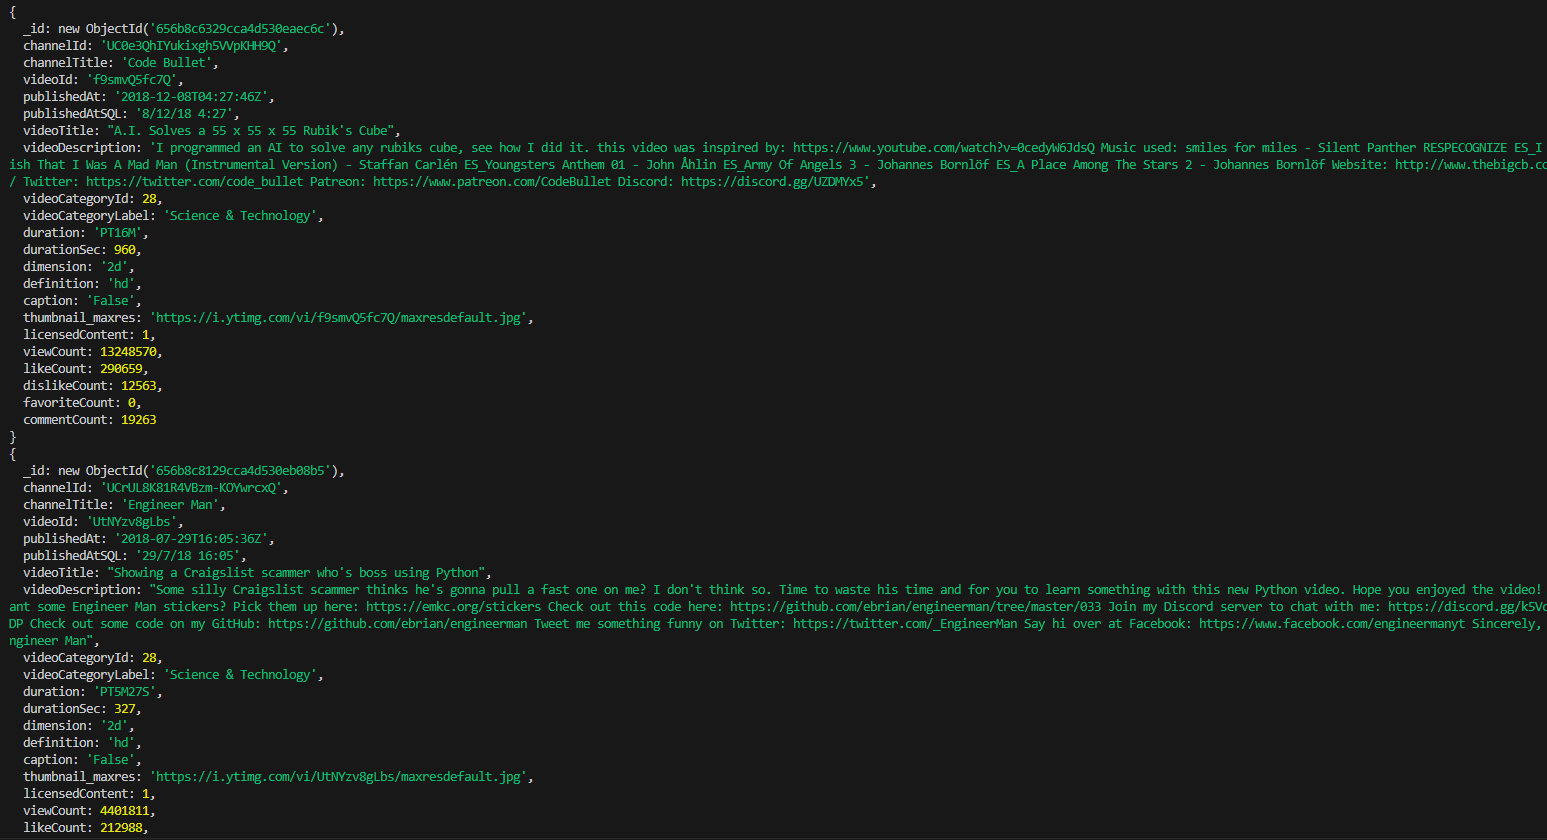 {
_id: new ObjectId('656b8c6329cca4d530eaec6c'),
channelId: 'UC0e3QhIYukixgh5VVpKHH9Q',
channelTitle: 'Code Bullet',
videoId: 'f9smvQ5fc7Q',
publishedAt: '2018-12-08T04:27:46Z',
publishedAtSQL: '8/12/18 4:27',
videoTitle: "A.I. Solves a 55 x 55 x 55 Rubik's Cube",
videoDescription: 'I programmed an AI to solve any rubiks cube, see how I did it. this video was inspired by: https://www.youtube.com/watch?v=0cedyW6JdsQ Music used: smiles for miles - Silent Panther RESPECOGNIZE ES_I
ish That I Was A Mad Man (Instrumental Version) - Staffan Carlén ES_Youngsters Anthem 01 - John Åhlin ES_Army Of Angels 3 - Johannes Bornlöf ES_A Place Among The Stars 2 - Johannes Bornlöf Website: http://www.thebigcb.co
/ Twitter: https://twitter.com/code_bullet Patreon: https://www.patreon.com/CodeBullet Discord: https://discord.gg/UZDMYx5',
videoCategoryId: 28,
videoCategoryLabel: 'Science & Technology',
duration: 'PT16M',
durationSec: 960,
dimension: '2d',
definition: 'hd',
caption: 'False',
thumbnail_maxres: 'https://i.ytimg.com/vi/f9smvQ5fc7Q/maxresdefault.jpg',
licensedContent: 1,
viewCount: 13248570,
likeCount: 290659,
dislikeCount: 12563,
favoriteCount: 0,
commentCount: 19263
}
{
_id: new ObjectId('656b8c8129cca4d530eb08b5'),
channelId: 'UCrUL8K81R4VBzm-KOYwrcxQ',
channelTitle: 'Engineer Man',
videoId: 'UtNYzv8gLbs',
publishedAt: '2018-07-29T16:05:36Z',
publishedAtSQL: '29/7/18 16:05',
videoTitle: "Showing a Craigslist scammer who's boss using Python",
videoDescription: "Some silly Craigslist scammer thinks he's gonna pull a fast one on me? I don't think so. Time to waste his time and for you to learn something with this new Python video. Hope you enjoyed the video!
ant some Engineer Man stickers? Pick them up here: https://emkc.org/stickers Check out this code here: https://github.com/ebrian/engineerman/tree/master/033 Join my Discord server to chat with me: https://discord.gg/k5Vc
DP Check out some code on my GitHub: https://github.com/ebrian/engineerman Tweet me something funny on Twitter: https://twitter.com/_EngineerMan Say hi over at Facebook: https://www.facebook.com/engineermanyt Sincerely,
ngineer Man",
videoCategoryId: 28,
videoCategoryLabel: 'Science & Technology',
duration: 'PT5M27S',
durationSec: 327,
dimension: '2d',
definition: 'hd',
caption: 'False',
thumbnail_maxres: 'https://i.ytimg.com/vi/UtNYzv8gLbs/maxresdefault.jpg',
licensedContent: 1,
viewCount: 4401811,
likeCount: 212988,